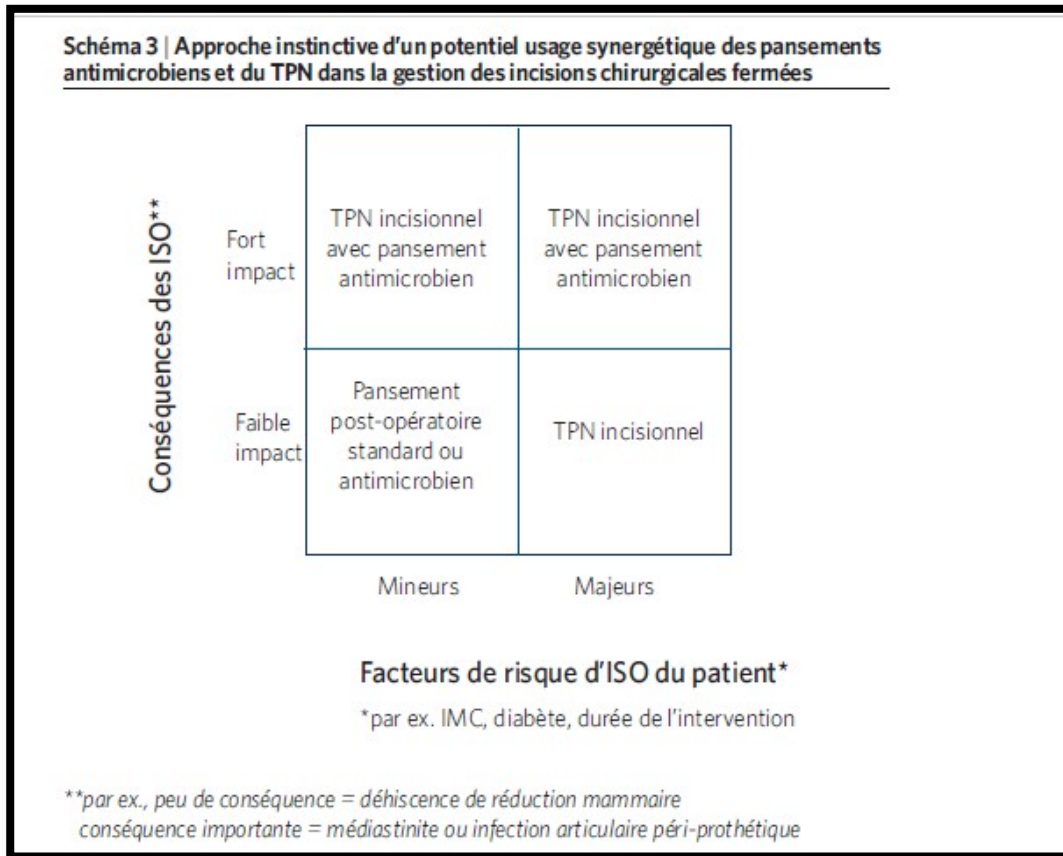 Schéma 3 | Approche instinctive d'un potentiel usage synergétique des pansements
antimicrobiens et du TPN dans la gestion des incisions chirurgicales fermées
Conséquences des ISO**
Fort
impact
TPN incisionnel
avec pansement
antimicrobien
TPN incisionnel
avec pansement
antimicrobien
Faible
impact
Pansement
post-opératoire
standard ou
antimicrobien
TPN incisionnel
Mineurs
Majeurs
Facteurs de risque d'ISO du patient*
*par ex. IMC, diabète, durée de l'intervention
**par ex., peu de conséquence = déhiscence de réduction mammaire
conséquence importante = médiastinite ou infection articulaire péri-prothétique